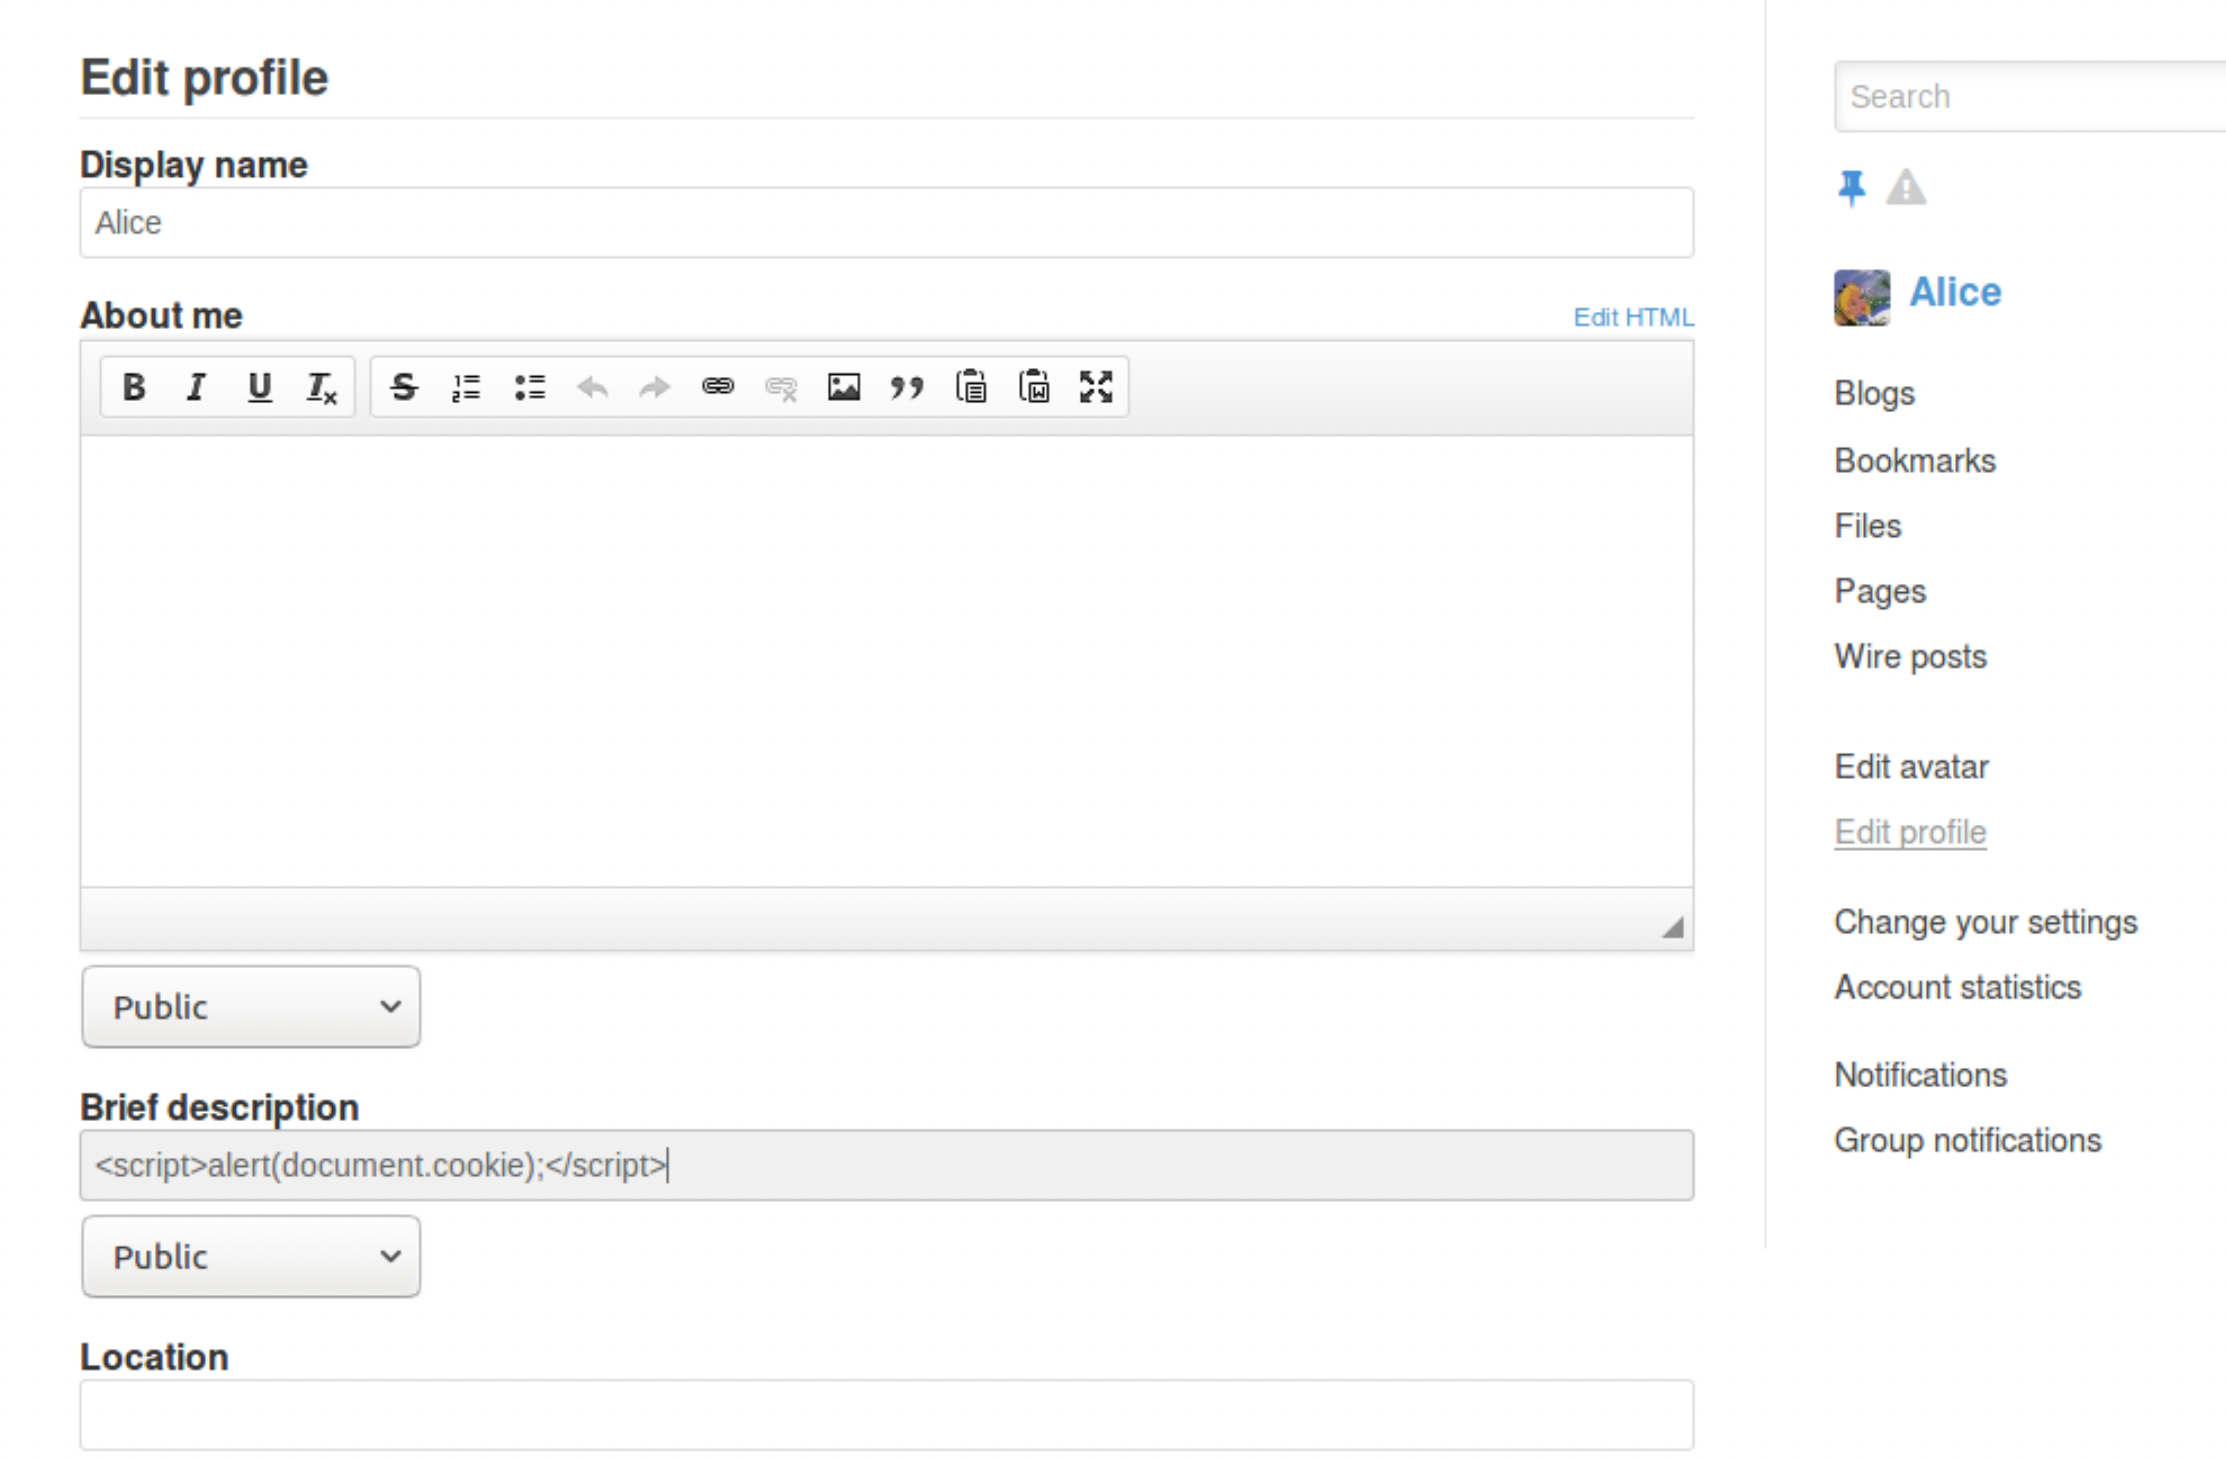 Edit profile
Display name
Alice
About me
Edit HTML
Public
Brief description
<script>alert(document.cookie);</script>
Public
Location
Search
Alice
Blogs
Bookmarks
Files
Pages
Wire posts
Edit avatar
Edit profile
Change your settings
Account statistics
Notifications
Group notifications